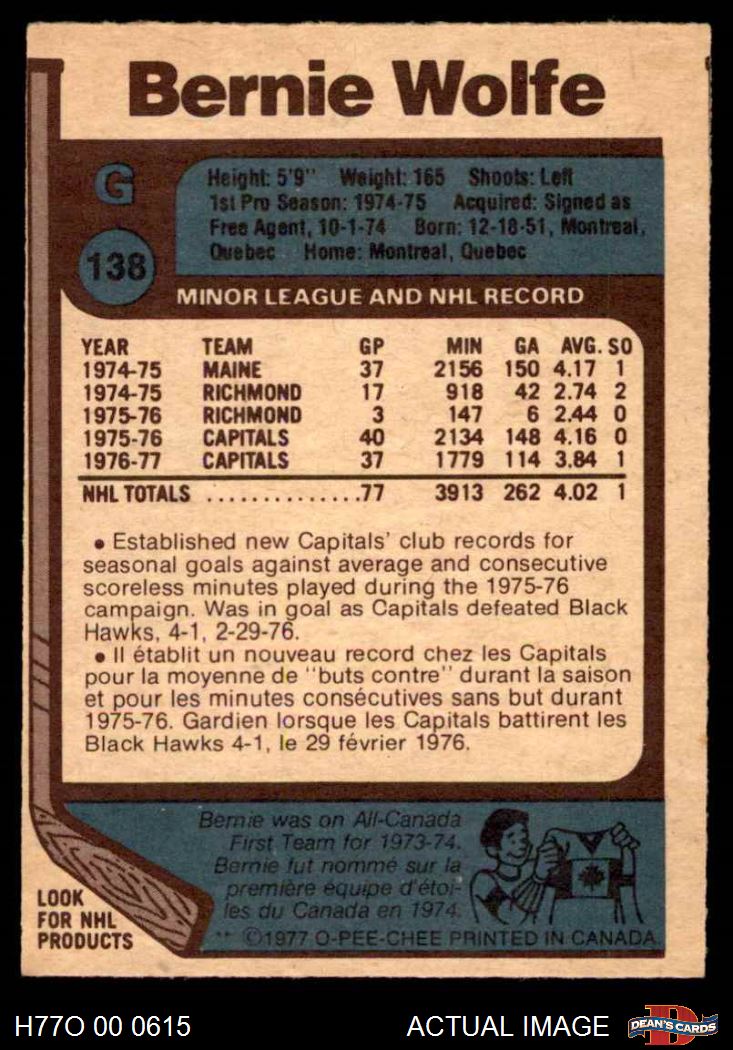 Bernie Wolfe
G
138
Height: 5'9" Weight: 165 Shoots: Left
1st Pro Season: 1974-75 Acquired: Signed as
Free Agent, 10-1-74 Born: 12-18-51, Montreal,
Quebec Home: Montreal, Quebec
MINOR LEAGUE AND NHL RECORD
YEAR TEAM GP MIN GA AVG. SO
1974-75 MAINE 37 2156 150 4.17 1
1974-75 RICHMOND 17 918 42 2.74 2
1975-76 RICHMOND 3 147 6 2.44 0
1975-76 CAPITALS 40 2134 148 4.16 0
1976-77 CAPITALS 37 1779 114 3.84 1
NHL TOTALS ..............77 3913 262 4.02 1
• Established new Capitals' club records for
seasonal goals against average and consecutive
scoreless minutes played during the 1975-76
campaign. Was in goal as Capitals defeated Black
Hawks, 4-1, 2-29-76.
• Il établit un nouveau record chez les Capitals
pour la moyenne de "buts contre" durant la saison
et pour les minutes consécutives sans but durant
1975-76. Gardien lorsque les Capitals battirent les
Black Hawks 4-1, le 29 février 1976.
Bernie was on All-Canada
First Team for 1973-74.
Bernie fut nommé sur la
première équipe d'étoi-
les du Canada en 1974.
LOOK
FOR NHL
PRODUCTS
** ©1977 O-PEE-CHEE PRINTED IN CANADA
H77O 00 0615 ACTUAL IMAGE DEAN'S CARDS